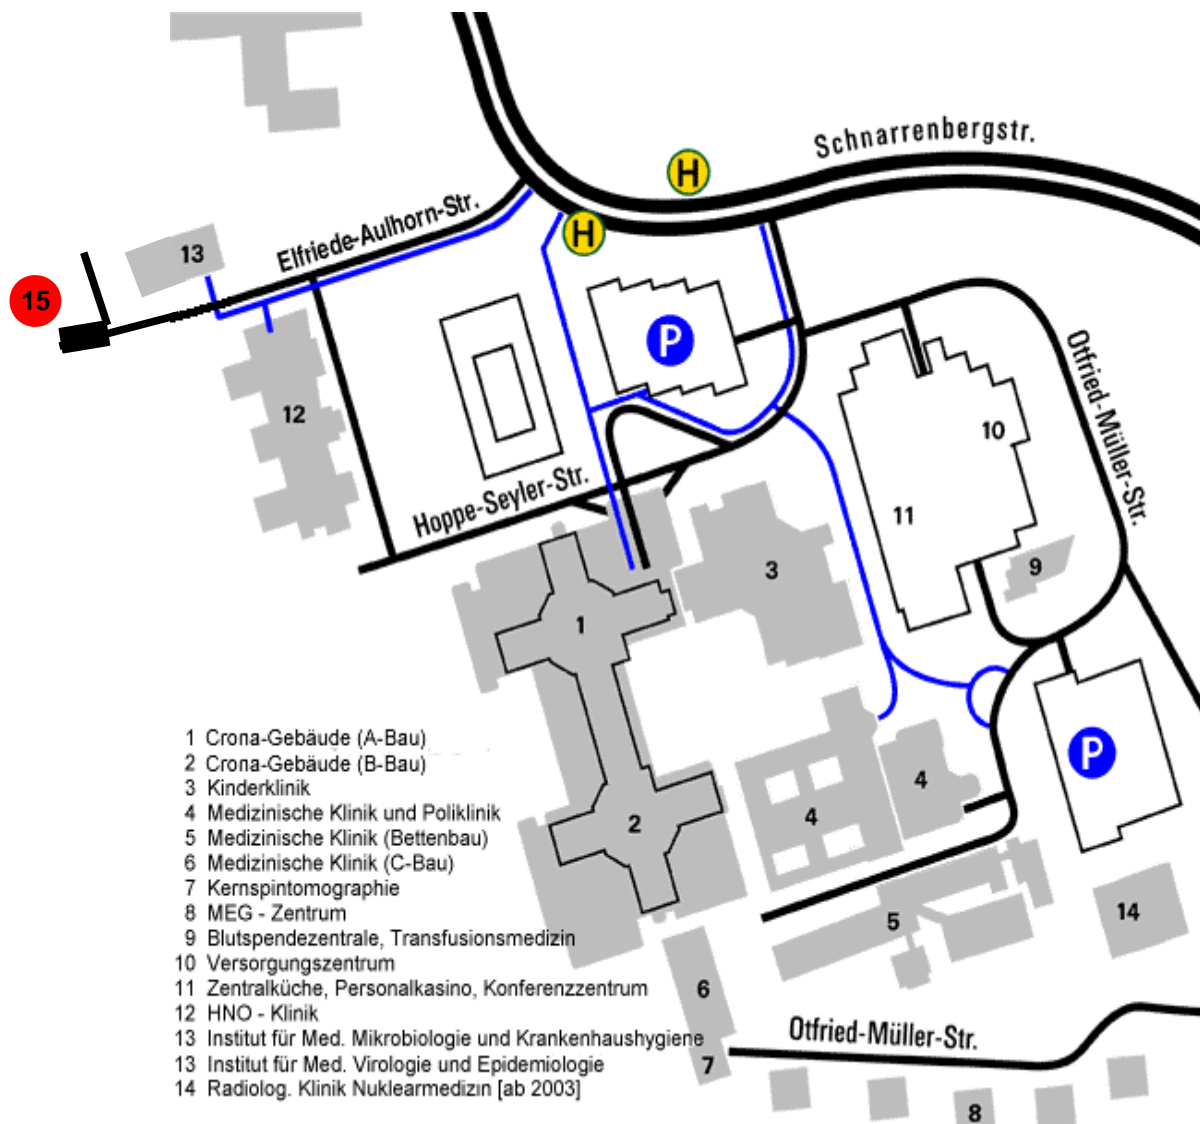 Schnarrenbergstr.
H
H
Elfriede-Aulhorn-Str.
13
15
P
Otfried-Müller-Str.
12
10
11
Hoppe-Seyler-Str.
9
3
1
P
4
4
2
5
14
6
Otfried-Müller-Str.
7
8
1 Crona-Gebäude (A-Bau)
2 Crona-Gebäude (B-Bau)
3 Kinderklinik
4 Medizinische Klinik und Poliklinik
5 Medizinische Klinik (Bettenbau)
6 Medizinische Klinik (C-Bau)
7 Kernspintomographie
8 MEG - Zentrum
9 Blutspendezentrale, Transfusionsmedizin
10 Versorgungszentrum
11 Zentralküche, Personalkasino, Konferenzzentrum
12 HNO - Klinik
13 Institut für Med. Mikrobiologie und Krankenhaushygiene
13 Institut für Med. Virologie und Epidemiologie
14 Radiolog. Klinik Nuklearmedizin [ab 2003]